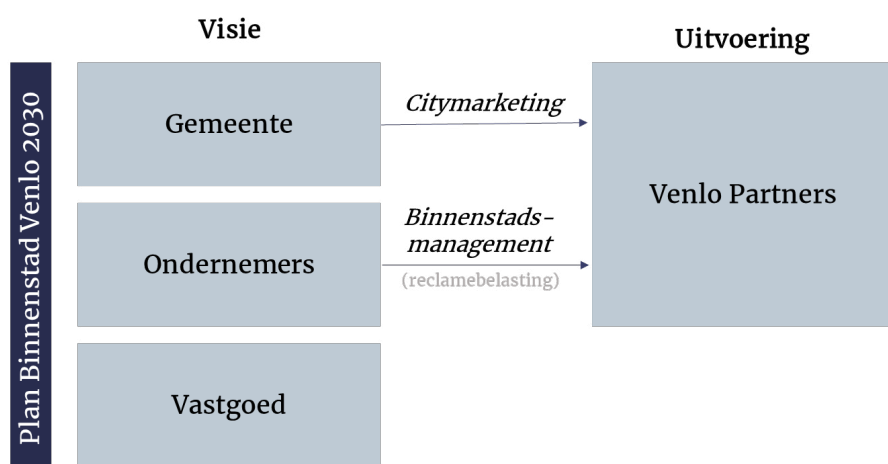 Visie
Uitvoering
Plan Binnenstad Venlo 2030
Gemeente
Citymarketing
Venlo Partners
Ondernemers
Binnenstads-
management
(reclamebelasting)
Vastgoed